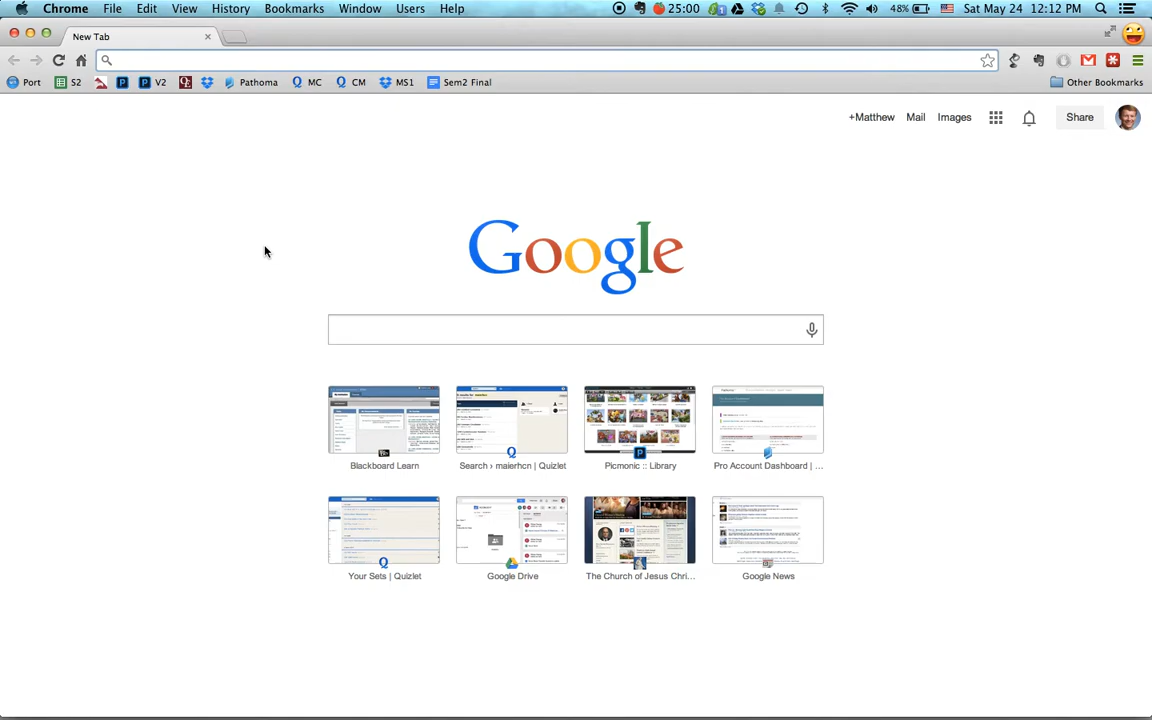 Chrome File Edit View History Bookmarks Window Users Help 25:00 1 48% Sat May 24 12:12 PM
New Tab
Port S2 V2 Pathoma MC CM MS1 Sem2 Final Other Bookmarks
+Matthew Mail Images Share
Google
Blackboard Learn Search › maierhcn | Quizlet Picmonic :: Library Pro Account Dashboard | ...
Your Sets | Quizlet Google Drive The Church of Jesus Chri... Google News